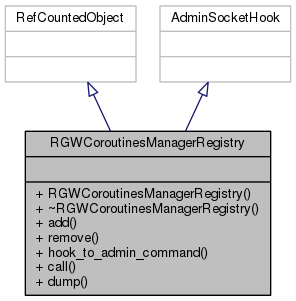 RefCountedObject
AdminSocketHook
RGWCoroutinesManagerRegistry
+ RGWCoroutinesManagerRegistry()
+ ~RGWCoroutinesManagerRegistry()
+ add()
+ remove()
+ hook_to_admin_command()
+ call()
+ dump()